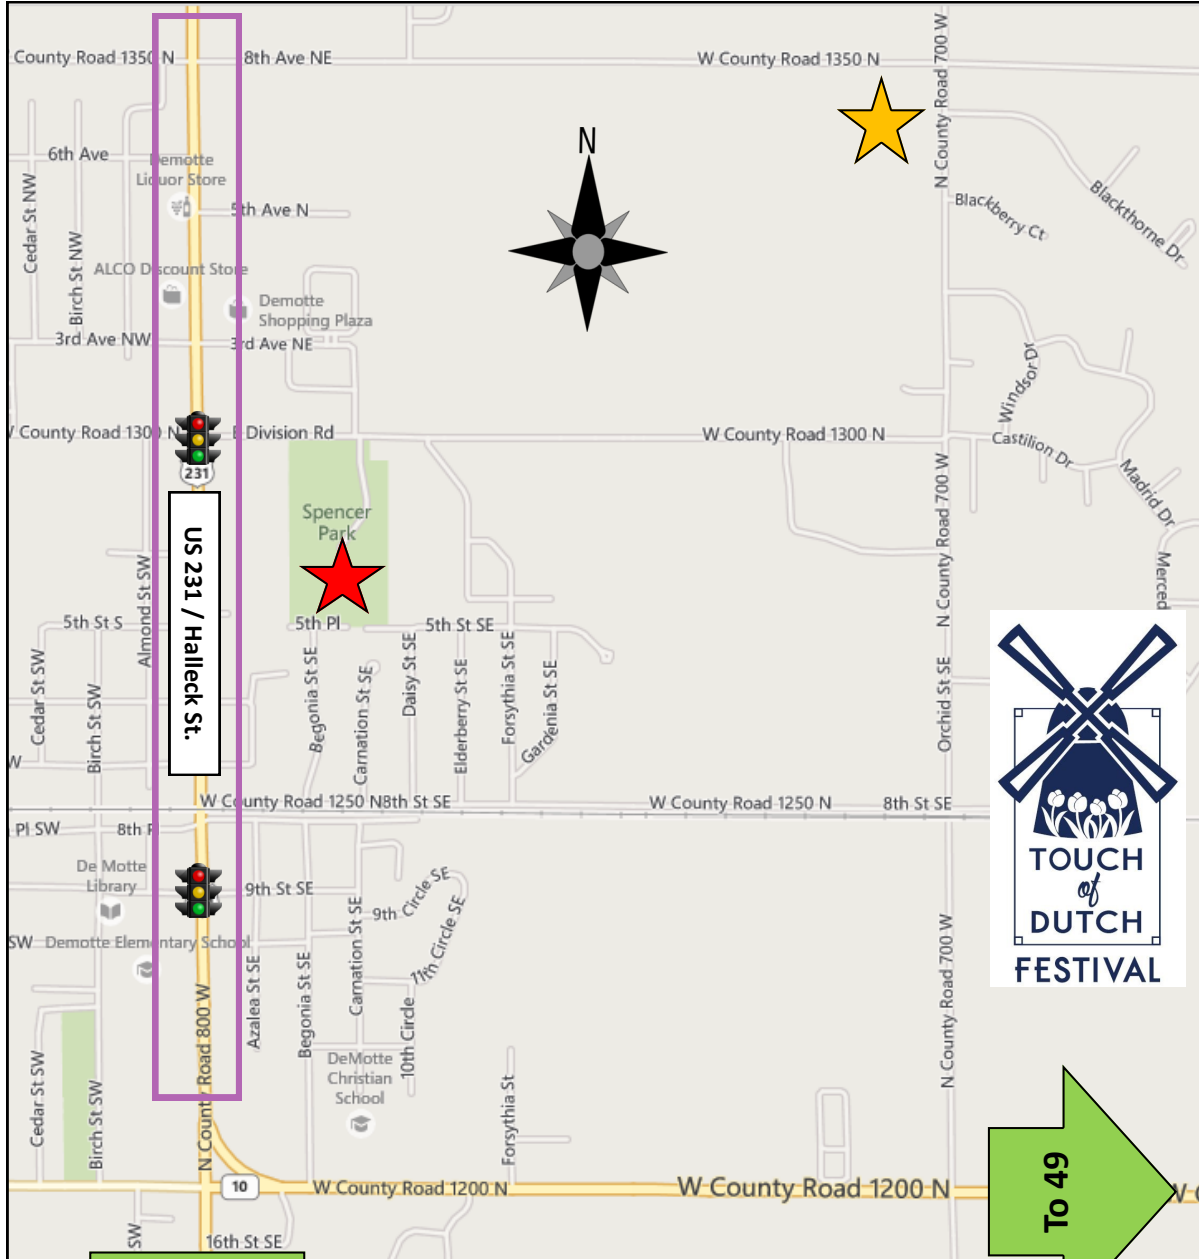 County Road 1350 N
8th Ave NE
W County Road 1350 N
N County Road 700 W
6th Ave
Demotte
Liquor Store
5th Ave N
N
Cedar St NW
Birch St NW
ALCO Discount Store
Demotte
Shopping Plaza
3rd Ave NW
3rd Ave NE
Blackberry Ct
Blackthorne Dr
Windsor Dr
County Road 1300 N
E Division Rd
W County Road 1300 N
Castilion Dr
Madrid Dr
Merced
231
Spencer
Park
N County Road 700 W
US 231 / Halleck St.
Almond St SW
5th St S
5th Pl
5th St SE
Cedar St SW
Birch St SW
Begonia St SE
Carnation St SE
Daisy St SE
Elderberry St SE
Forsythia St SE
Gardenia St SE
Orchid St SE
W
W County Road 1250 N
8th St SE
W County Road 1250 N
8th St SE
Pl SW
8th P
De Motte
Library
9th St SE
9th Circle SE
11th Circle SE
SW
Demotte Elementary School
Azalea St SE
Begonia St SE
Carnation St SE
10th Circle
N County Road 700 W
TOUCH
of
DUTCH
FESTIVAL
N County Road 800 W
DeMotte
Christian
School
Cedar St SW
Birch St SW
Forsythia St
10
W County Road 1200 N
W County Road 1200 N
To 49
SW
16th St SE